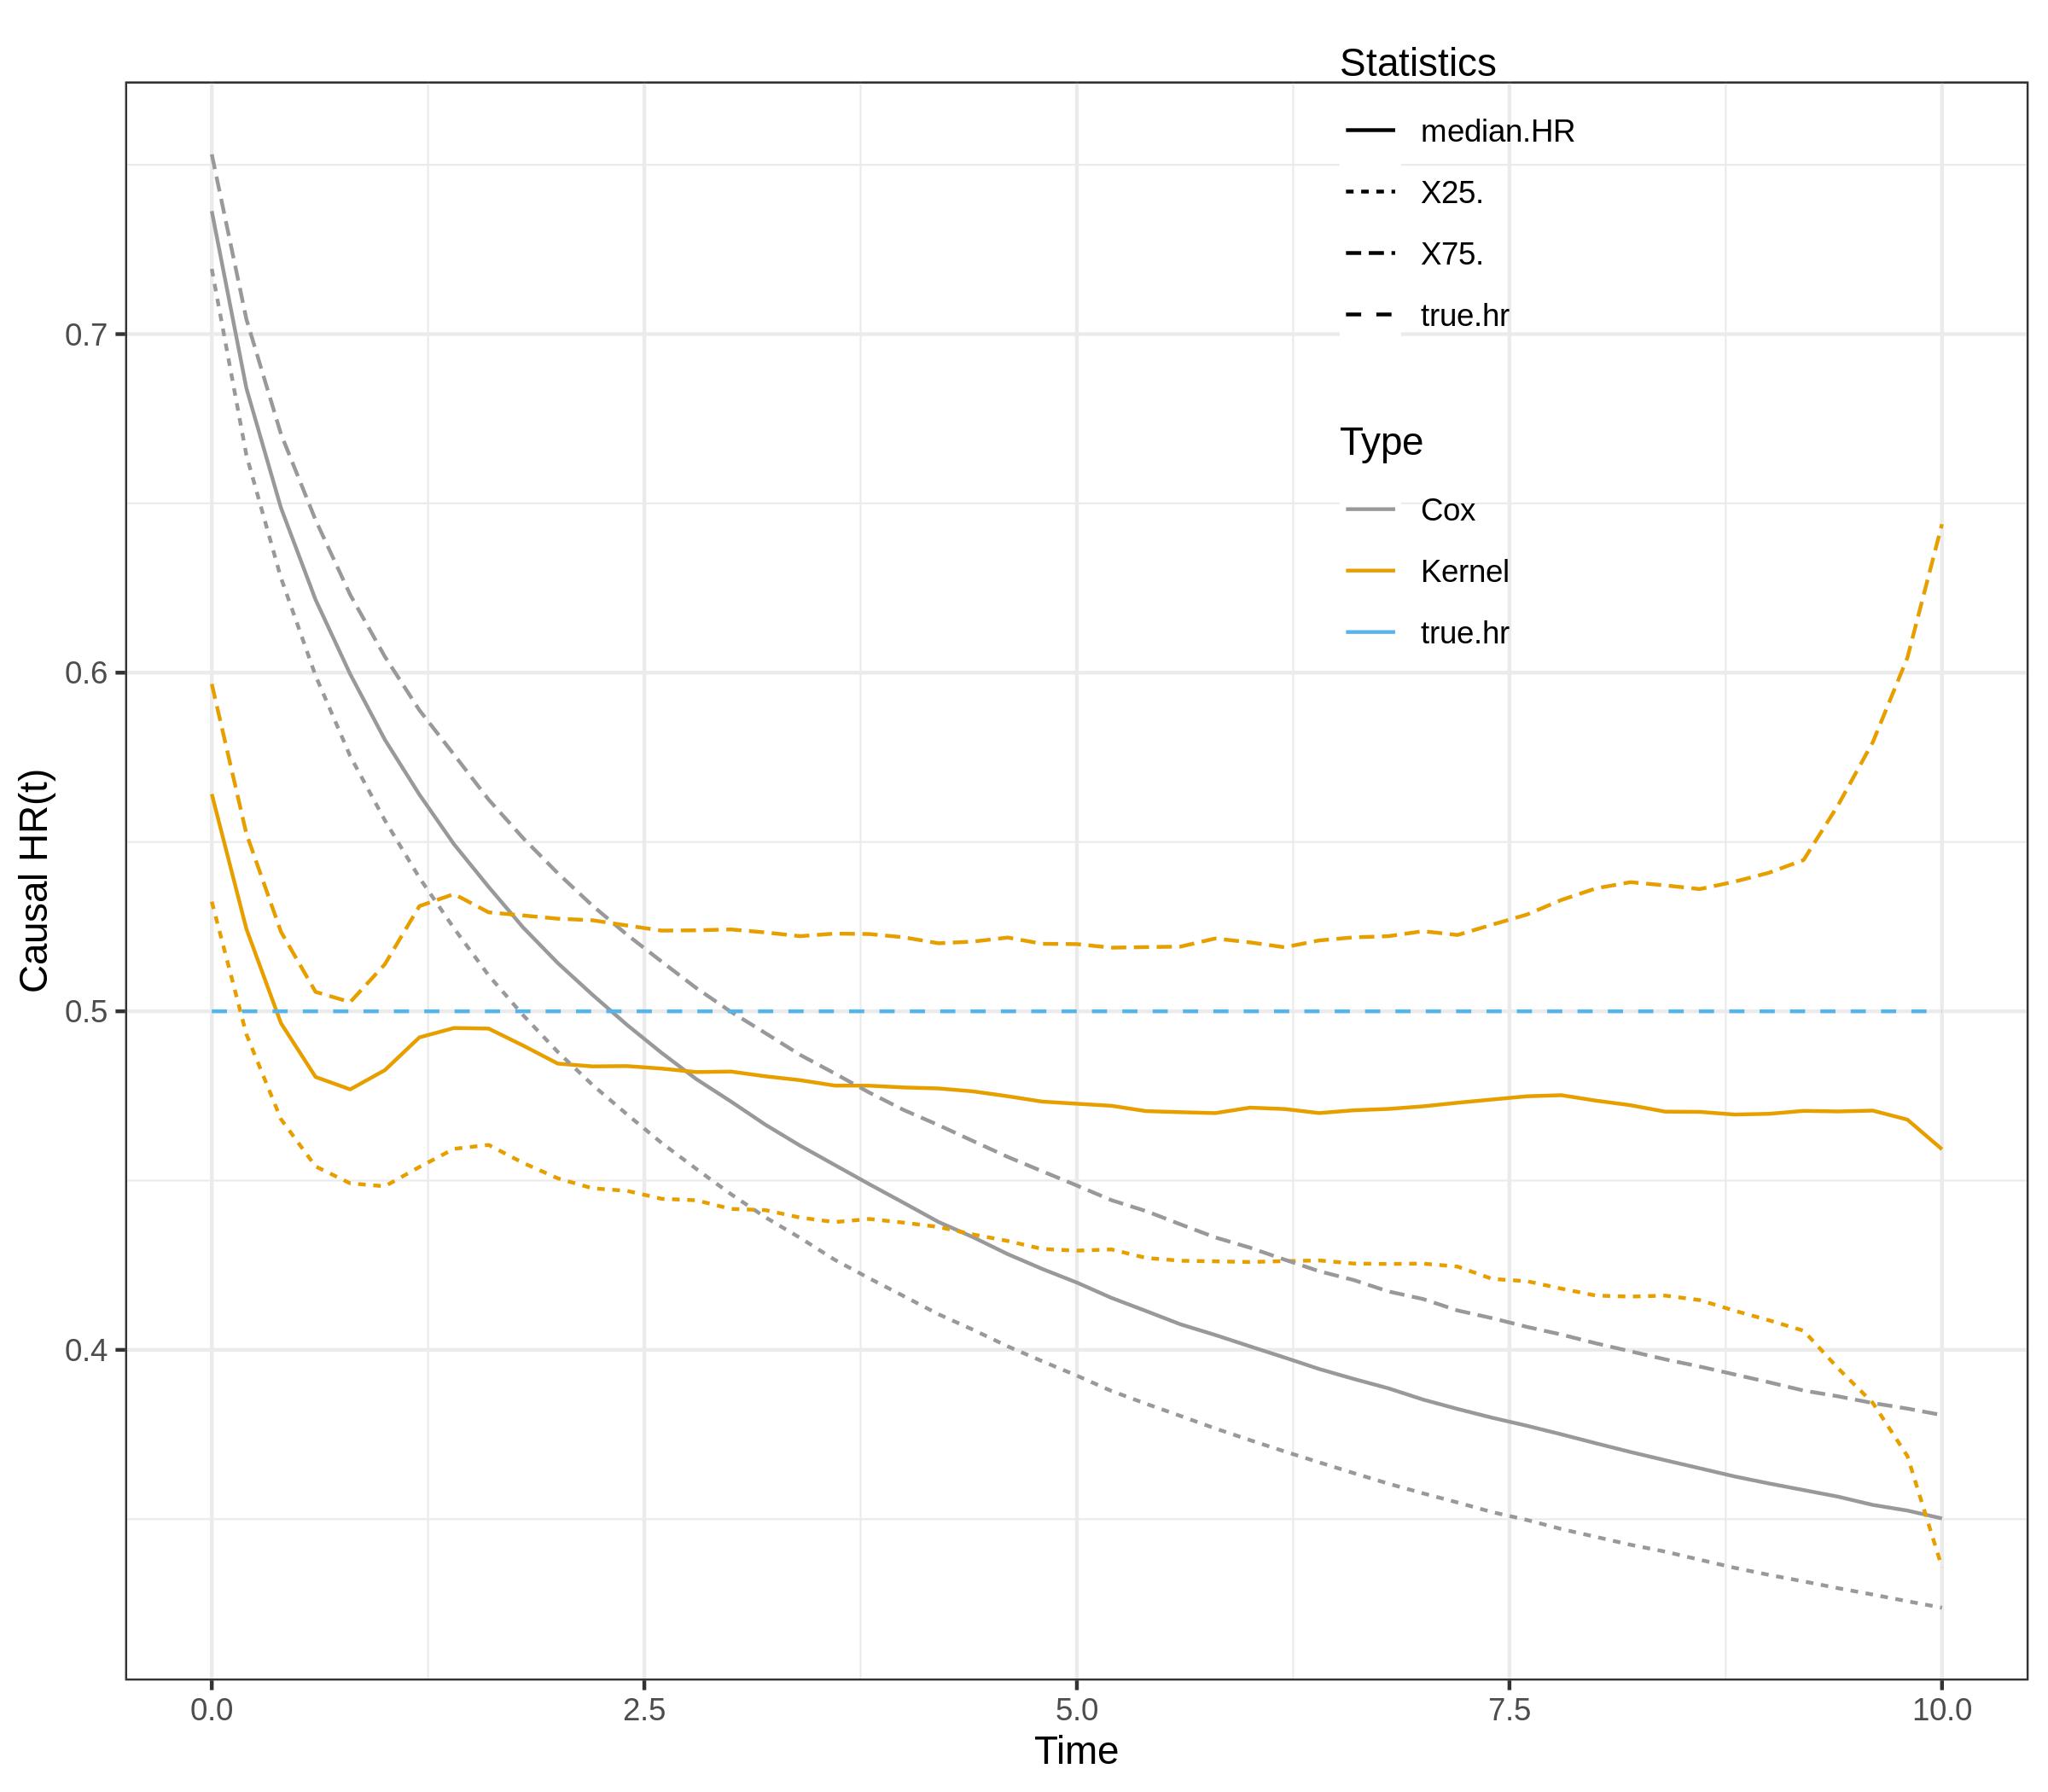 Statistics
median.HR
X25.
X75.
true.hr
Type
Cox
Kernel
true.hr
Causal HR(t)
0.7
0.6
0.5
0.4
0.0 2.5 5.0 7.5 10.0
Time